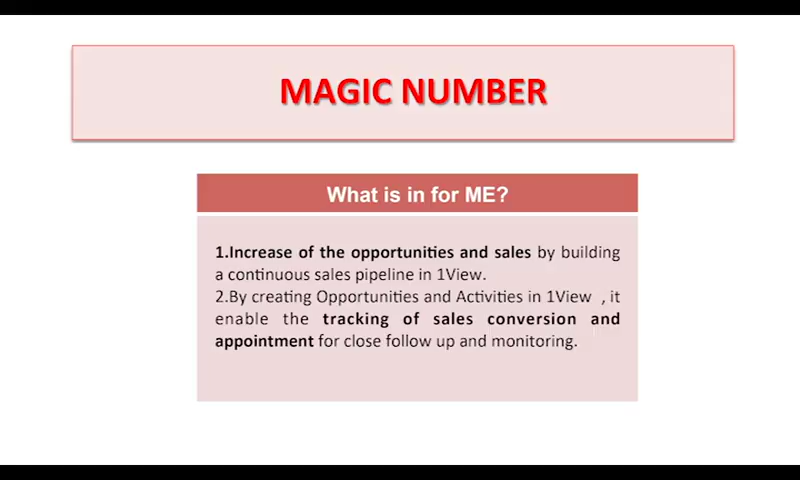 MAGIC NUMBER
What is in for ME?
1.Increase of the opportunities and sales by building
a continuous sales pipeline in 1View.
2.By creating Opportunities and Activities in 1View , it
enable the tracking of sales conversion and
appointment for close follow up and monitoring.